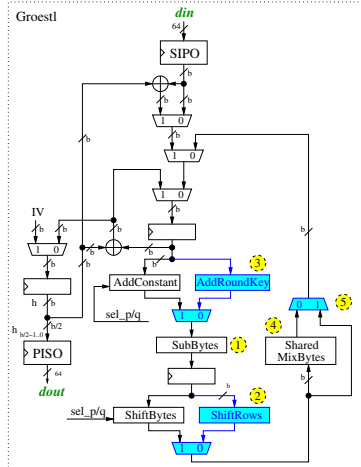 Groestl
din
64
SIPO
b
b
b
b
1 0
b
1 0
b
1 0
IV
b
b
1 0
b
b
b
h
b
b
b
3
AddConstant
AddRoundKey
0 1
5
b/2
sel_p/q
1 0
4
h b/2−1..0
PISO
SubBytes
1
Shared
MixBytes
64
dout
b
2
b
sel_p/q
ShiftBytes
ShiftRows
1 0